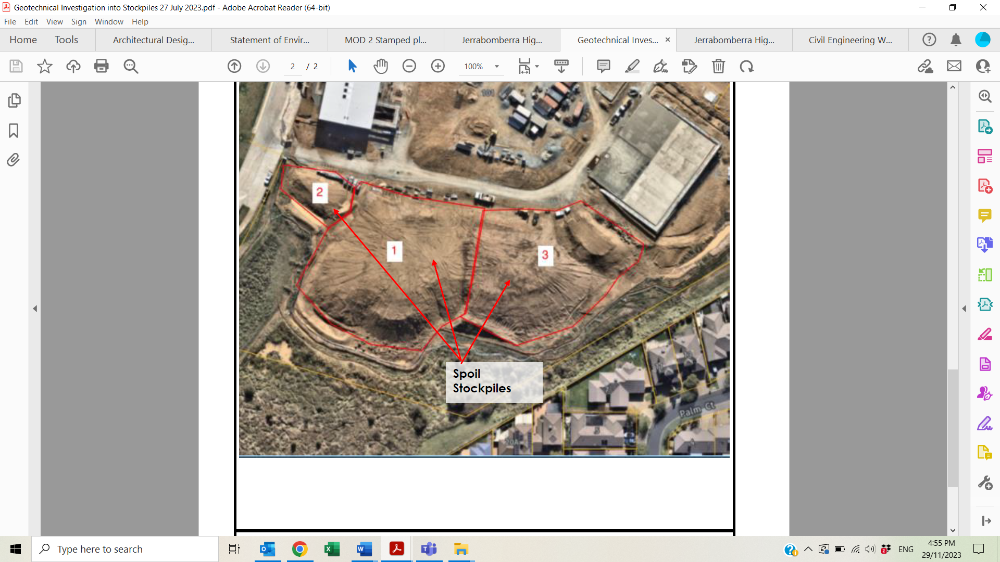 Geotechnical Investigation into Stockpiles 27 July 2023.pdf - Adobe Acrobat Reader (64-bit)
File Edit View Sign Window Help
Home Tools Architectural Desig... Statement of Envir... MOD 2 Stamped pl... Jerrabomberra Hig... Geotechnical Inves... Jerrabomberra Hig... Civil Engineering W...
2 / 2 100%
101
2
1
3
Spoil
Stockpiles
Palm Ct
20A
Type here to search
ENG
4:55 PM
29/11/2023